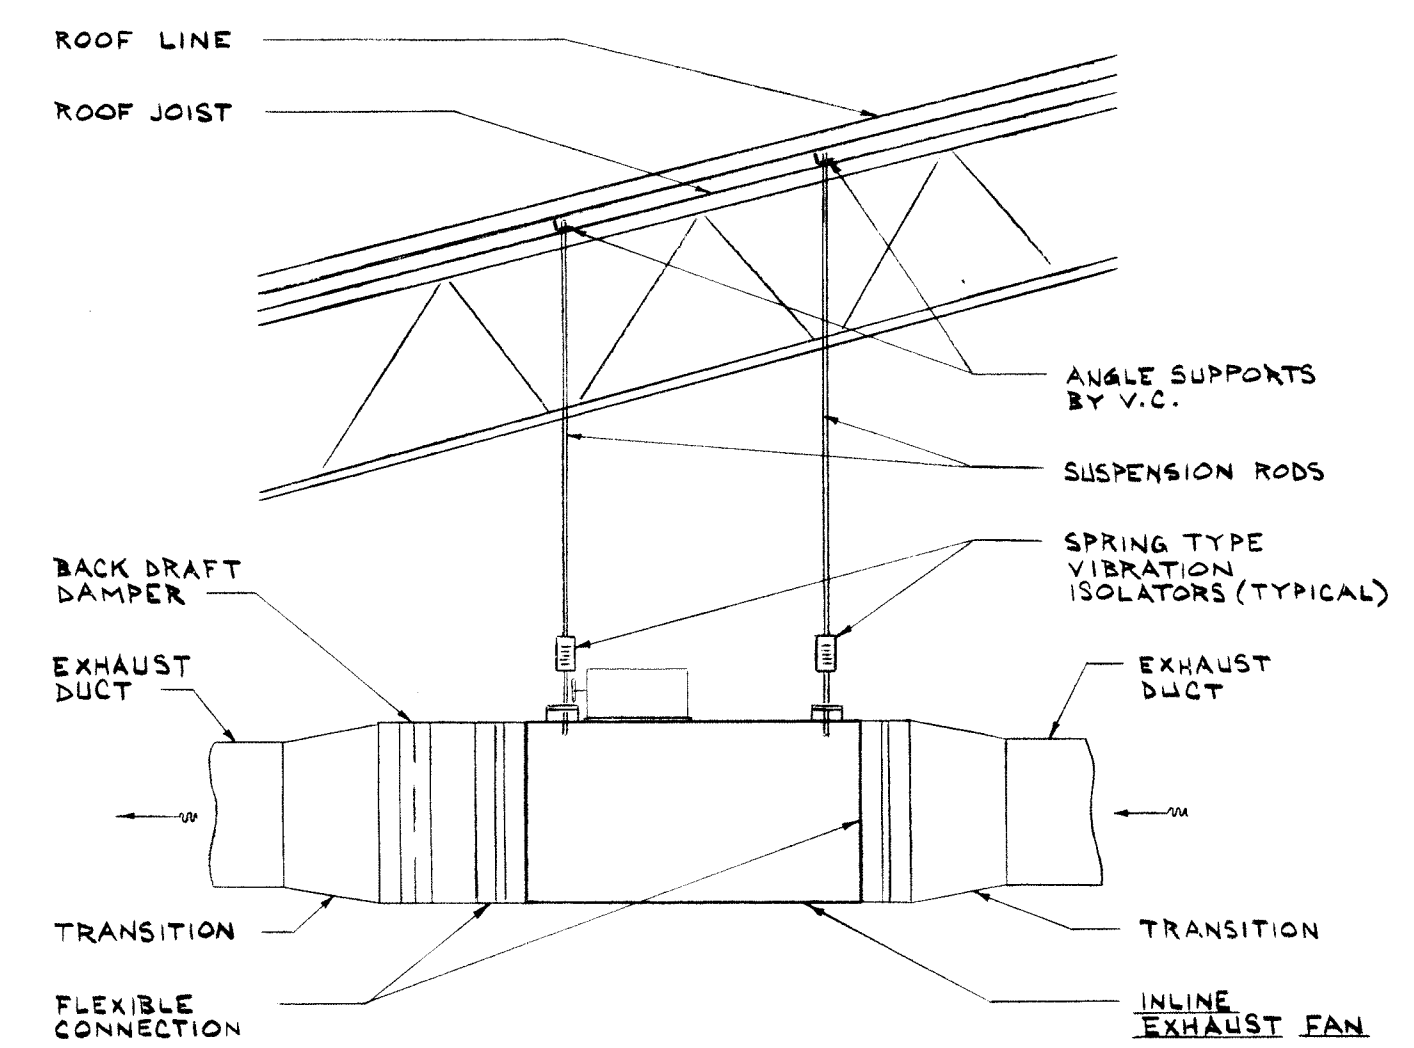 ROOF LINE
ROOF JOIST
ANGLE SUPPORTS
BY V.C.
SUSPENSION RODS
SPRING TYPE
VIBRATION
ISOLATORS (TYPICAL)
BACK DRAFT
DAMPER
EXHAUST
DUCT
EXHAUST
DUCT
TRANSITION
TRANSITION
FLEXIBLE
CONNECTION
INLINE
EXHAUST FAN